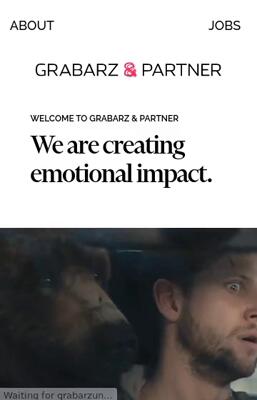 ABOUT JOBS
GRABARZ & PARTNER
WELCOME TO GRABARZ & PARTNER
We are creating
emotional impact.
Waiting for grabarzun...